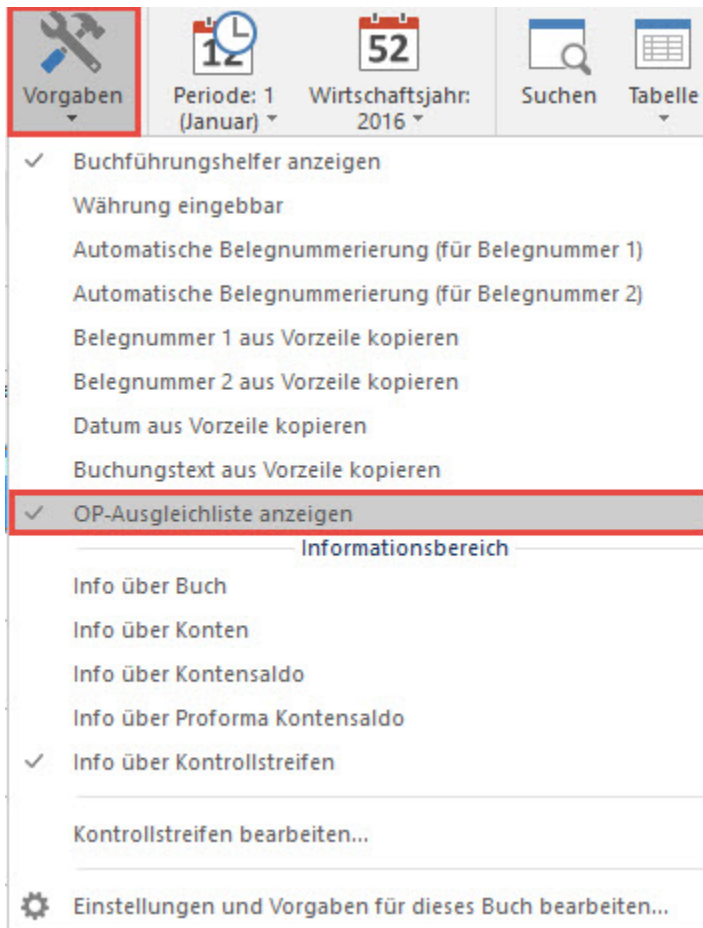 12
52
Vorgaben
Periode: 1
(Januar)
Wirtschaftsjahr:
2016
Suchen
Tabelle
Buchführungshelfer anzeigen
Währung eingebbar
Automatische Belegnummerierung (für Belegnummer 1)
Automatische Belegnummerierung (für Belegnummer 2)
Belegnummer 1 aus Vorzeile kopieren
Belegnummer 2 aus Vorzeile kopieren
Datum aus Vorzeile kopieren
Buchungstext aus Vorzeile kopieren
OP-Ausgleichliste anzeigen
Informationsbereich
Info über Buch
Info über Konten
Info über Kontensaldo
Info über Proforma Kontensaldo
Info über Kontrollstreifen
Kontrollstreifen bearbeiten...
Einstellungen und Vorgaben für dieses Buch bearbeiten...